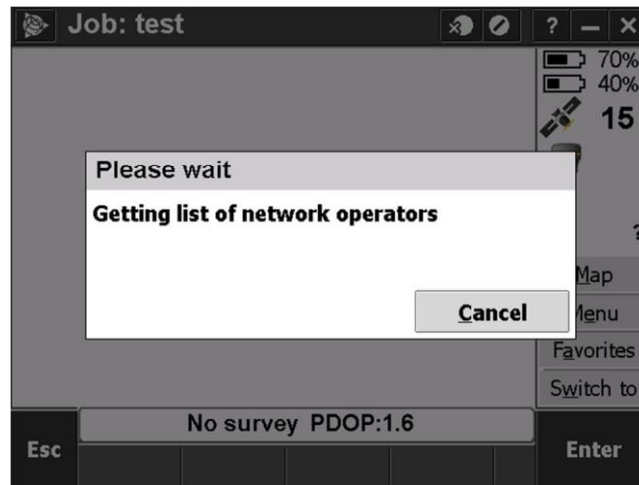 Job: test
? — ×
70%
40%
15
Please wait
Getting list of network operators
Cancel
?
Map
Menu
Favorites
Switch to
No survey PDOP:1.6
Esc
Enter